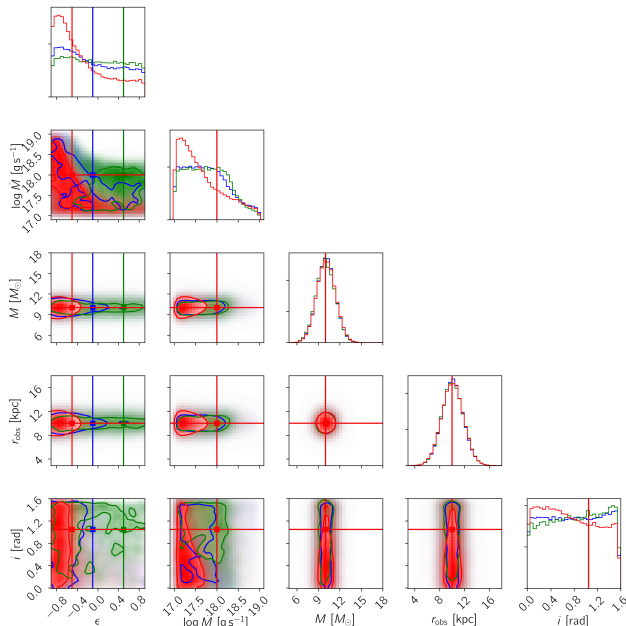 19.0
18.5
18.0
17.5
17.0
log M [g s⁻¹]
18
15
12
9
6
M [M☉]
16
12
8
4
r_obs [kpc]
1.6
1.2
0.8
0.4
0.0
i [rad]
−0.8 −0.4 0.0 0.4 0.8
17.0 17.5 18.0 18.5 19.0
6 9 12 15 18
4 8 12 16
0.0 0.4 0.8 1.2 1.6
ϵ
log Ṁ [g s⁻¹]
M [M☉]
r_obs [kpc]
i [rad]